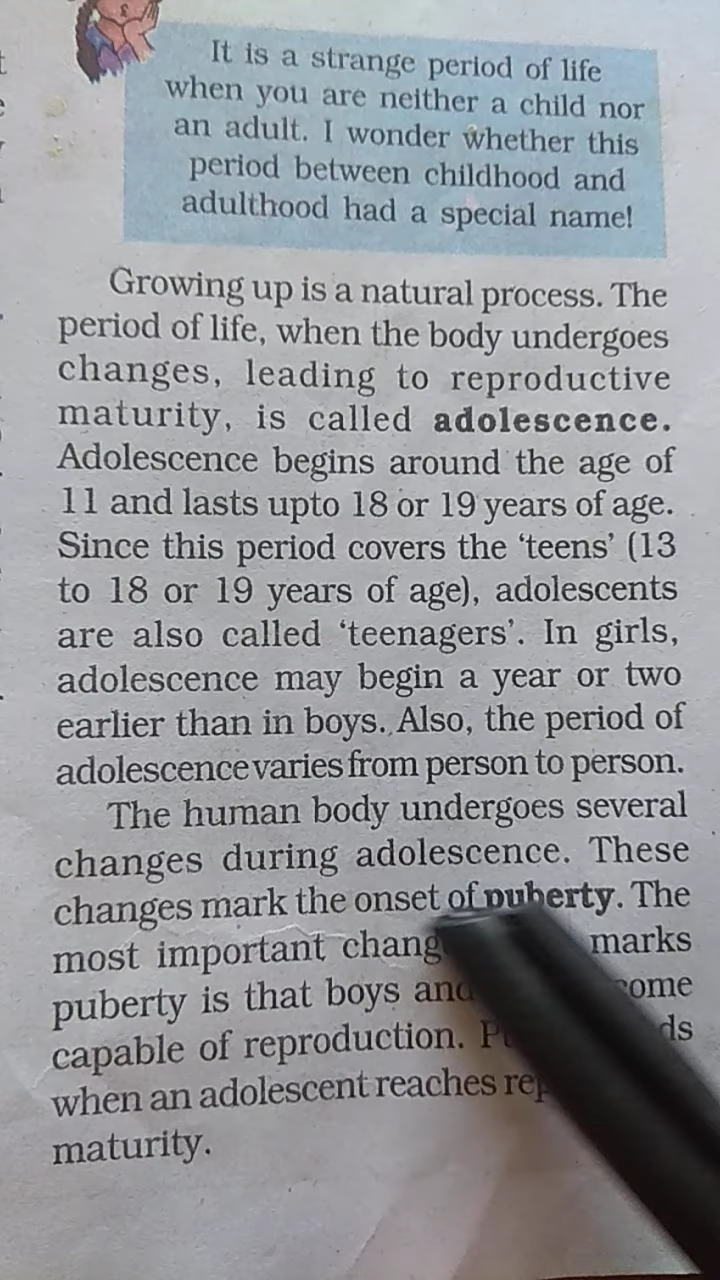 It is a strange period of life
when you are neither a child nor
an adult. I wonder whether this
period between childhood and
adulthood had a special name!
Growing up is a natural process. The
period of life, when the body undergoes
changes, leading to reproductive
maturity, is called adolescence.
Adolescence begins around the age of
11 and lasts upto 18 or 19 years of age.
Since this period covers the ‘teens’ (13
to 18 or 19 years of age), adolescents
are also called ‘teenagers’. In girls,
adolescence may begin a year or two
earlier than in boys. Also, the period of
adolescence varies from person to person.
The human body undergoes several
changes during adolescence. These
changes mark the onset of puberty. The
most important marks
puberty is that boys
capable of reproduction.
when an adolescent reaches
maturity.